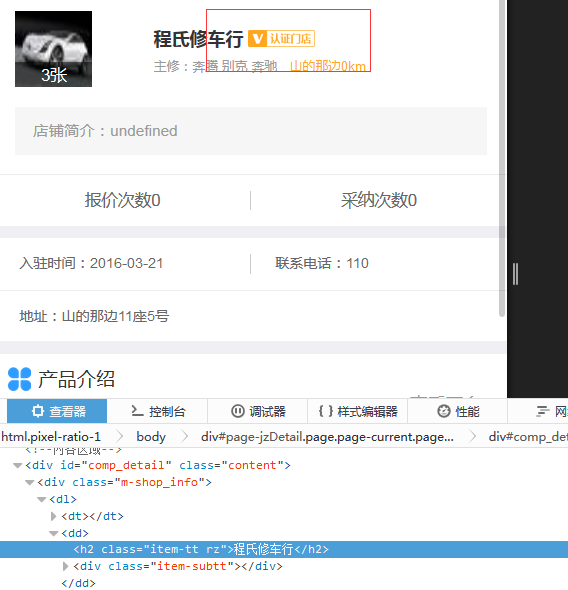 程氏修车行 V 认证门店
3张
主修：奔腾 别克 奔驰 山的那边0km
店铺简介：undefined
报价次数0 采纳次数0
入驻时间：2016-03-21 联系电话：110
地址：山的那边11座5号
产品介绍
查看器 控制台 调试器 样式编辑器 性能
html.pixel-ratio-1 body div#page-jzDetail.page.page-current.page... div#comp_det
<!--内容区域-->
<div id="comp_detail" class="content">
<div class="m-shop_info">
<dl>
<dt></dt>
<dd>
<h2 class="item-tt rz">程氏修车行</h2>
<div class="item-subtt"></div>
</dd>